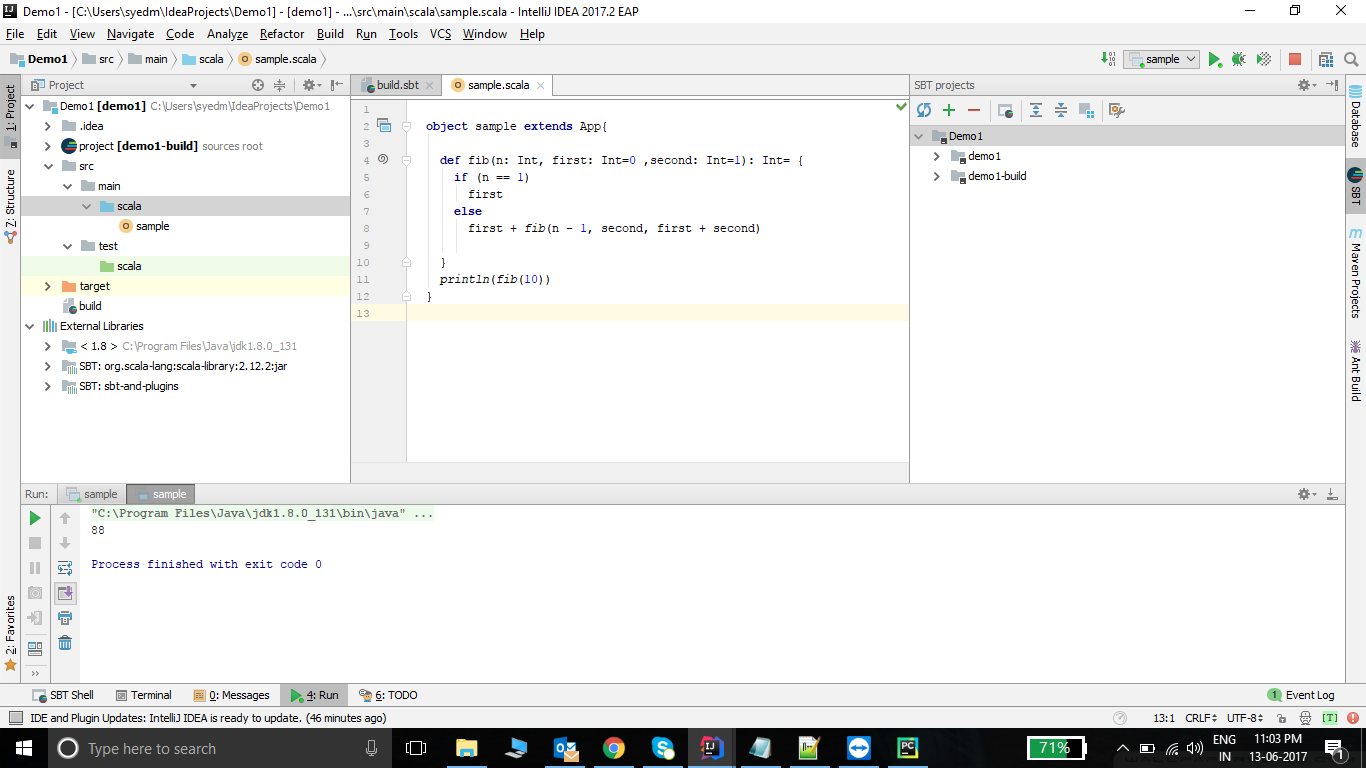 Demo1 - [C:\Users\syedm\IdeaProjects\Demo1] - [demo1] - ...\src\main\scala\sample.scala - IntelliJ IDEA 2017.2 EAP
File Edit View Navigate Code Analyze Refactor Build Run Tools VCS Window Help
Demo1 src main scala sample.scala
sample
1: Project
Z: Structure
2: Favorites
Project
Demo1 [demo1] C:\Users\syedm\IdeaProjects\Demo1
.idea
project [demo1-build] sources root
src
main
scala
sample
test
scala
target
build
External Libraries
< 1.8 > C:\Program Files\Java\jdk1.8.0_131
SBT: org.scala-lang:scala-library:2.12.2:jar
SBT: sbt-and-plugins
build.sbt sample.scala
1
2 object sample extends App{
3
4 def fib(n: Int, first: Int=0 ,second: Int=1): Int= {
5 if (n == 1)
6 first
7 else
8 first + fib(n - 1, second, first + second)
9
10 }
11 println(fib(10))
12 }
13
SBT projects
Demo1
demo1
demo1-build
Database
SBT
Maven Projects
Ant Build
Run: sample sample
"C:\Program Files\Java\jdk1.8.0_131\bin\java" ...
88
Process finished with exit code 0
SBT Shell Terminal 0: Messages 4: Run 6: TODO 1 Event Log
IDE and Plugin Updates: IntelliJ IDEA is ready to update. (46 minutes ago) 13:1 CRLF UTF-8 [T]
Type here to search
71%
ENG
IN
11:03 PM
13-06-2017
1